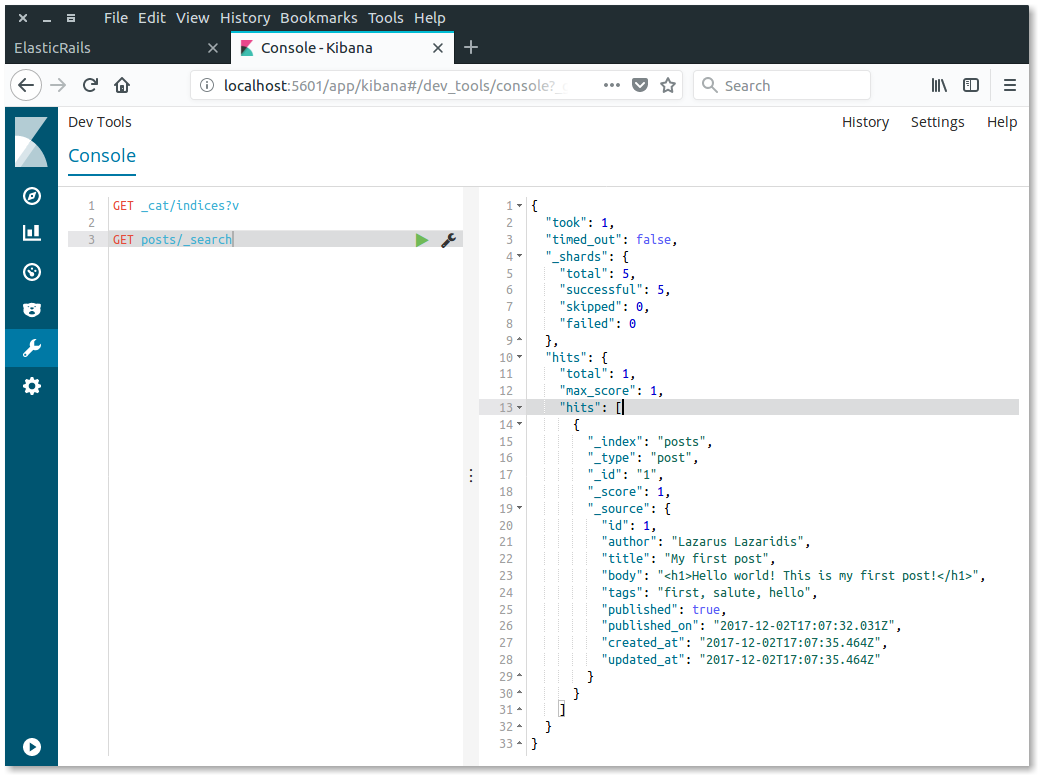 File Edit View History Bookmarks Tools Help
ElasticRails
Console - Kibana
localhost:5601/app/kibana#/dev_tools/console?_
Search
Dev Tools
History Settings Help
Console
1 GET _cat/indices?v
2
3 GET posts/_search
1 {
2 "took": 1,
3 "timed_out": false,
4 "_shards": {
5 "total": 5,
6 "successful": 5,
7 "skipped": 0,
8 "failed": 0
9 },
10 "hits": {
11 "total": 1,
12 "max_score": 1,
13 "hits": [
14 {
15 "_index": "posts",
16 "_type": "post",
17 "_id": "1",
18 "_score": 1,
19 "_source": {
20 "id": 1,
21 "author": "Lazarus Lazaridis",
22 "title": "My first post",
23 "body": "<h1>Hello world! This is my first post!</h1>",
24 "tags": "first, salute, hello",
25 "published": true,
26 "published_on": "2017-12-02T17:07:32.031Z",
27 "created_at": "2017-12-02T17:07:35.464Z",
28 "updated_at": "2017-12-02T17:07:35.464Z"
29 }
30 }
31 ]
32 }
33 }